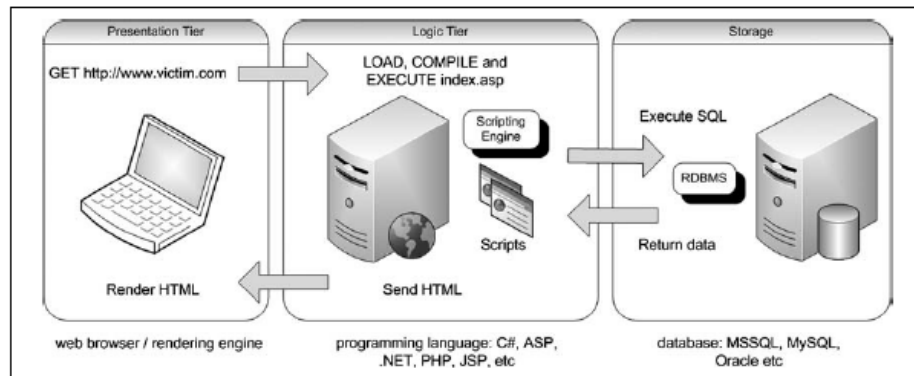 Presentation Tier
GET http://www.victim.com
Render HTML
web browser / rendering engine
Logic Tier
LOAD, COMPILE and
EXECUTE index.asp
Scripting
Engine
Scripts
Send HTML
programming language: C#, ASP,
.NET, PHP, JSP, etc
Storage
Execute SQL
RDBMS
Return data
database: MSSQL, MySQL,
Oracle etc